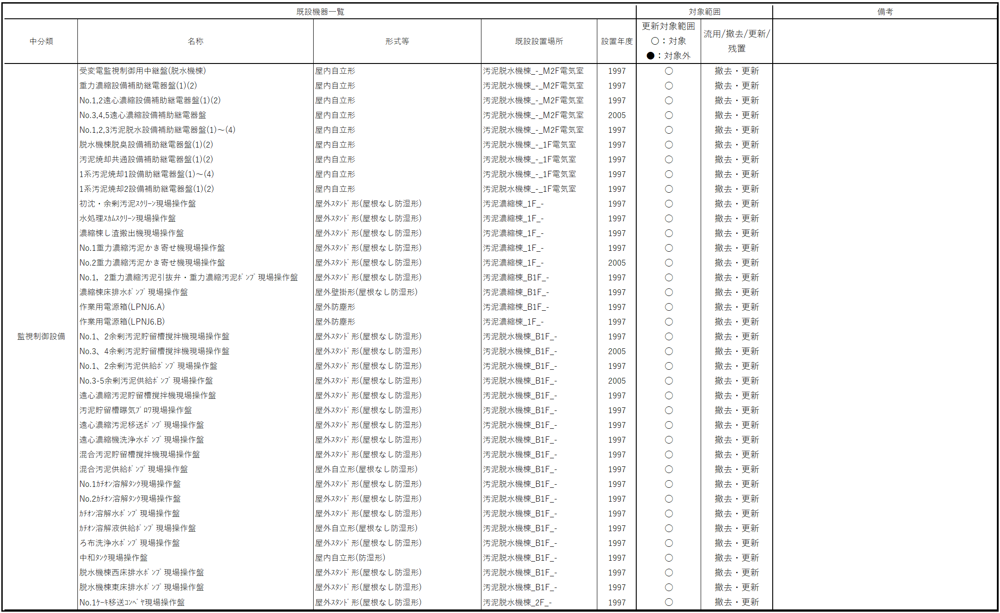 既設機器一覧 対象範囲 備考
中分類 名称 形式等 既設設置場所 設置年度 更新対象範囲 ○：対象 ●：対象外 流用/撤去/更新/残置
受変電監視制御用中継盤(脱水機棟) 屋内自立形 汚泥脱水機棟_-_M2F電気室 1997 ○ 撤去・更新
重力濃縮設備補助継電器盤(1)(2) 屋内自立形 汚泥脱水機棟_-_M2F電気室 1997 ○ 撤去・更新
No.1,2遠心濃縮設備補助継電器盤(1)(2) 屋内自立形 汚泥脱水機棟_-_M2F電気室 1997 ○ 撤去・更新
No.3,4,5遠心濃縮設備補助継電器盤 屋内自立形 汚泥脱水機棟_-_M2F電気室 2005 ○ 撤去・更新
No.1,2,3汚泥脱水設備補助継電器盤(1)～(4) 屋内自立形 汚泥脱水機棟_-_M2F電気室 1997 ○ 撤去・更新
脱水機棟脱臭設備補助継電器盤(1)(2) 屋内自立形 汚泥脱水機棟_-_1F電気室 1997 ○ 撤去・更新
汚泥焼却共通設備補助継電器盤(1)(2) 屋内自立形 汚泥脱水機棟_-_1F電気室 1997 ○ 撤去・更新
1系汚泥焼却1設備助継電器盤(1)～(4) 屋内自立形 汚泥脱水機棟_-_1F電気室 1997 ○ 撤去・更新
1系汚泥焼却2設備補助継電器盤(1)(2) 屋内自立形 汚泥脱水機棟_-_1F電気室 1997 ○ 撤去・更新
初沈・余剰汚泥ｽｸﾘｰﾝ現場操作盤 屋外ｽﾀﾝﾄﾞ形(屋根なし防湿形) 汚泥濃縮棟_1F_- 1997 ○ 撤去・更新
水処理ｽｶﾑｽｸﾘｰﾝ現場操作盤 屋外ｽﾀﾝﾄﾞ形(屋根なし防湿形) 汚泥濃縮棟_1F_- 1997 ○ 撤去・更新
濃縮棟し渣搬出機現場操作盤 屋外ｽﾀﾝﾄﾞ形(屋根なし防湿形) 汚泥濃縮棟_1F_- 1997 ○ 撤去・更新
No.1重力濃縮汚泥かき寄せ機現場操作盤 屋外ｽﾀﾝﾄﾞ形(屋根なし防湿形) 汚泥濃縮棟_1F_- 1997 ○ 撤去・更新
No.2重力濃縮汚泥かき寄せ機現場操作盤 屋外ｽﾀﾝﾄﾞ形(屋根なし防湿形) 汚泥濃縮棟_1F_- 2005 ○ 撤去・更新
No.1，2重力濃縮汚泥引抜弁・重力濃縮汚泥ﾎﾟﾝﾌﾟ現場操作盤 屋外ｽﾀﾝﾄﾞ形(屋根なし防湿形) 汚泥濃縮棟_B1F_- 1997 ○ 撤去・更新
濃縮棟床排水ﾎﾟﾝﾌﾟ現場操作盤 屋外壁掛形(屋根なし防湿形) 汚泥濃縮棟_B1F_- 1997 ○ 撤去・更新
作業用電源箱(LPNJ6.A) 屋外防塵形 汚泥濃縮棟_B1F_- 1997 ○ 撤去・更新
作業用電源箱(LPNJ6.B) 屋外防塵形 汚泥濃縮棟_1F_- 1997 ○ 撤去・更新
監視制御設備 No.1、2余剰汚泥貯留槽撹拌機現場操作盤 屋外ｽﾀﾝﾄﾞ形(屋根なし防湿形) 汚泥脱水機棟_B1F_- 1997 ○ 撤去・更新
No.3、4余剰汚泥貯留槽撹拌機現場操作盤 屋外ｽﾀﾝﾄﾞ形(屋根なし防湿形) 汚泥脱水機棟_B1F_- 2005 ○ 撤去・更新
No.1、2余剰汚泥供給ﾎﾟﾝﾌﾟ現場操作盤 屋外ｽﾀﾝﾄﾞ形(屋根なし防湿形) 汚泥脱水機棟_B1F_- 1997 ○ 撤去・更新
No.3-5余剰汚泥供給ﾎﾟﾝﾌﾟ現場操作盤 屋外ｽﾀﾝﾄﾞ形(屋根なし防湿形) 汚泥脱水機棟_B1F_- 2005 ○ 撤去・更新
遠心濃縮汚泥貯留槽撹拌機現場操作盤 屋外ｽﾀﾝﾄﾞ形(屋根なし防湿形) 汚泥脱水機棟_B1F_- 1997 ○ 撤去・更新
汚泥貯留槽曝気ﾌﾞﾛﾜ現場操作盤 屋外ｽﾀﾝﾄﾞ形(屋根なし防湿形) 汚泥脱水機棟_B1F_- 1997 ○ 撤去・更新
遠心濃縮汚泥移送ﾎﾟﾝﾌﾟ現場操作盤 屋外ｽﾀﾝﾄﾞ形(屋根なし防湿形) 汚泥脱水機棟_B1F_- 1997 ○ 撤去・更新
遠心濃縮機洗浄水ﾎﾟﾝﾌﾟ現場操作盤 屋外ｽﾀﾝﾄﾞ形(屋根なし防湿形) 汚泥脱水機棟_B1F_- 1997 ○ 撤去・更新
混合汚泥貯留槽撹拌機現場操作盤 屋外ｽﾀﾝﾄﾞ形(屋根なし防湿形) 汚泥脱水機棟_B1F_- 1997 ○ 撤去・更新
混合汚泥供給ﾎﾟﾝﾌﾟ現場操作盤 屋外自立形(屋根なし防湿形) 汚泥脱水機棟_B1F_- 1997 ○ 撤去・更新
No.1ｶﾁｵﾝ溶解ﾀﾝｸ現場操作盤 屋外ｽﾀﾝﾄﾞ形(屋根なし防湿形) 汚泥脱水機棟_B1F_- 1997 ○ 撤去・更新
No.2ｶﾁｵﾝ溶解ﾀﾝｸ現場操作盤 屋外ｽﾀﾝﾄﾞ形(屋根なし防湿形) 汚泥脱水機棟_B1F_- 1997 ○ 撤去・更新
ｶﾁｵﾝ溶解水ﾎﾟﾝﾌﾟ現場操作盤 屋外ｽﾀﾝﾄﾞ形(屋根なし防湿形) 汚泥脱水機棟_B1F_- 1997 ○ 撤去・更新
ｶﾁｵﾝ溶解液供給ﾎﾟﾝﾌﾟ現場操作盤 屋外自立形(屋根なし防湿形) 汚泥脱水機棟_B1F_- 1997 ○ 撤去・更新
ろ布洗浄水ﾎﾟﾝﾌﾟ現場操作盤 屋外ｽﾀﾝﾄﾞ形(屋根なし防湿形) 汚泥脱水機棟_B1F_- 1997 ○ 撤去・更新
中和ﾀﾝｸ現場操作盤 屋内自立形(防湿形) 汚泥脱水機棟_B1F_- 1997 ○ 撤去・更新
脱水機棟西床排水ﾎﾟﾝﾌﾟ現場操作盤 屋外ｽﾀﾝﾄﾞ形(屋根なし防湿形) 汚泥脱水機棟_B1F_- 1997 ○ 撤去・更新
脱水機棟東床排水ﾎﾟﾝﾌﾟ現場操作盤 屋外ｽﾀﾝﾄﾞ形(屋根なし防湿形) 汚泥脱水機棟_B1F_- 1997 ○ 撤去・更新
No.1ｹｰｷ移送ｺﾝﾍﾞﾔ現場操作盤 屋外ｽﾀﾝﾄﾞ形(屋根なし防湿形) 汚泥脱水機棟_2F_- 1997 ○ 撤去・更新